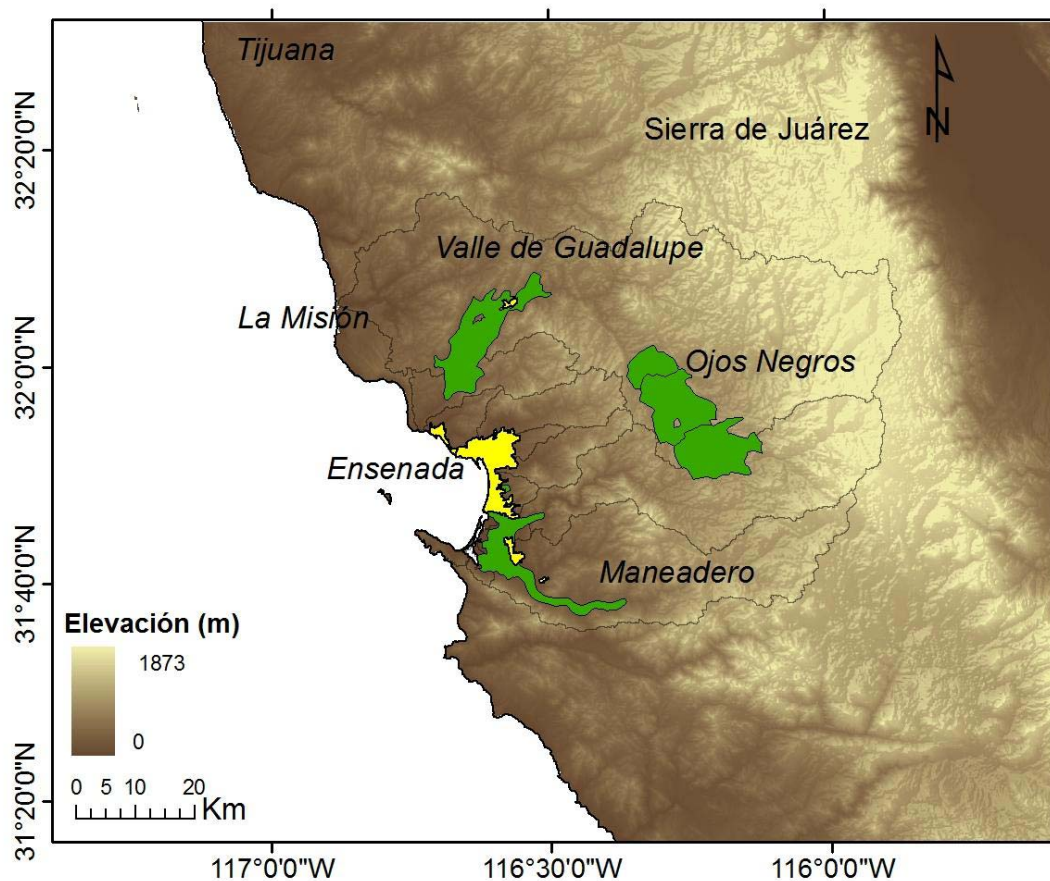 Tijuana
N
Sierra de Juárez
32°20'0"N
Valle de Guadalupe
La Misión
32°0'0"N
Ojos Negros
Ensenada
Maneadero
31°40'0"N
Elevación (m)
1873
0
0 5 10 20
Km
31°20'0"N
117°0'0"W 116°30'0"W 116°0'0"W